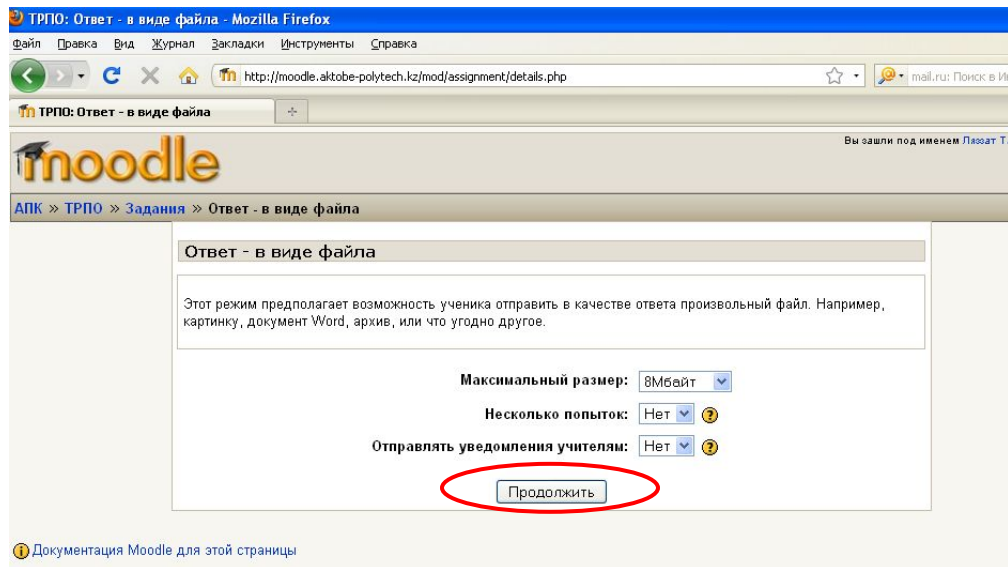 ТРПО: Ответ - в виде файла - Mozilla Firefox
Файл Правка Вид Журнал Закладки Инструменты Справка
http://moodle.aktobe-polytech.kz/mod/assignment/details.php mail.ru: Поиск в
ТРПО: Ответ - в виде файла
moodle
Вы зашли под именем Ляззат Т.
АПК » ТРПО » Задания » Ответ - в виде файла
Ответ - в виде файла
Этот режим предполагает возможность ученика отправить в качестве ответа произвольный файл. Например,
картинку, документ Word, архив, или что угодно другое.
Максимальный размер: 8Мбайт
Несколько попыток: Нет
Отправлять уведомления учителям: Нет
Продолжить
Документация Moodle для этой страницы